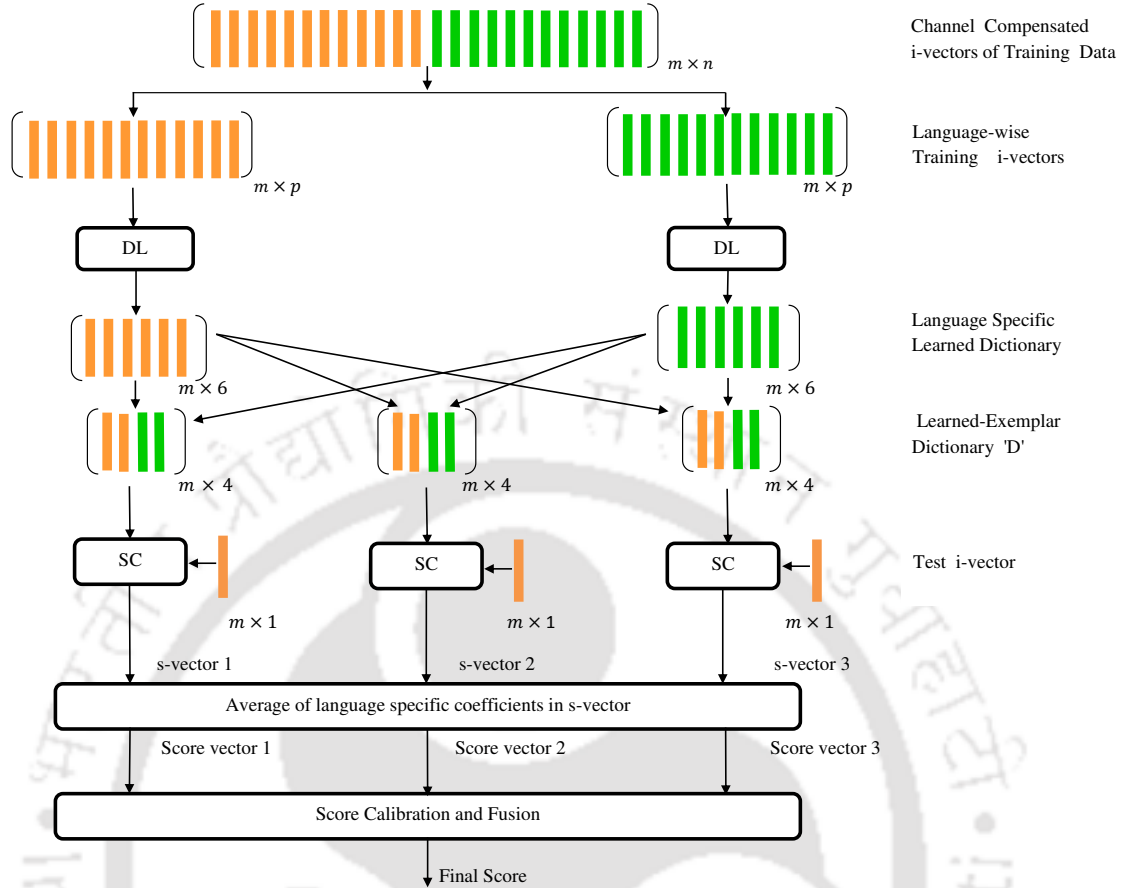 Channel Compensated
i-vectors of Training Data
m × n
Language-wise
Training i-vectors
m × p
m × p
DL
DL
Language Specific
Learned Dictionary
m × 6
m × 6
Learned-Exemplar
Dictionary 'D'
m × 4
m × 4
m × 4
SC
SC
SC
Test i-vector
m × 1
m × 1
m × 1
s-vector 1
s-vector 2
s-vector 3
Average of language specific coefficients in s-vector
Score vector 1
Score vector 2
Score vector 3
Score Calibration and Fusion
Final Score